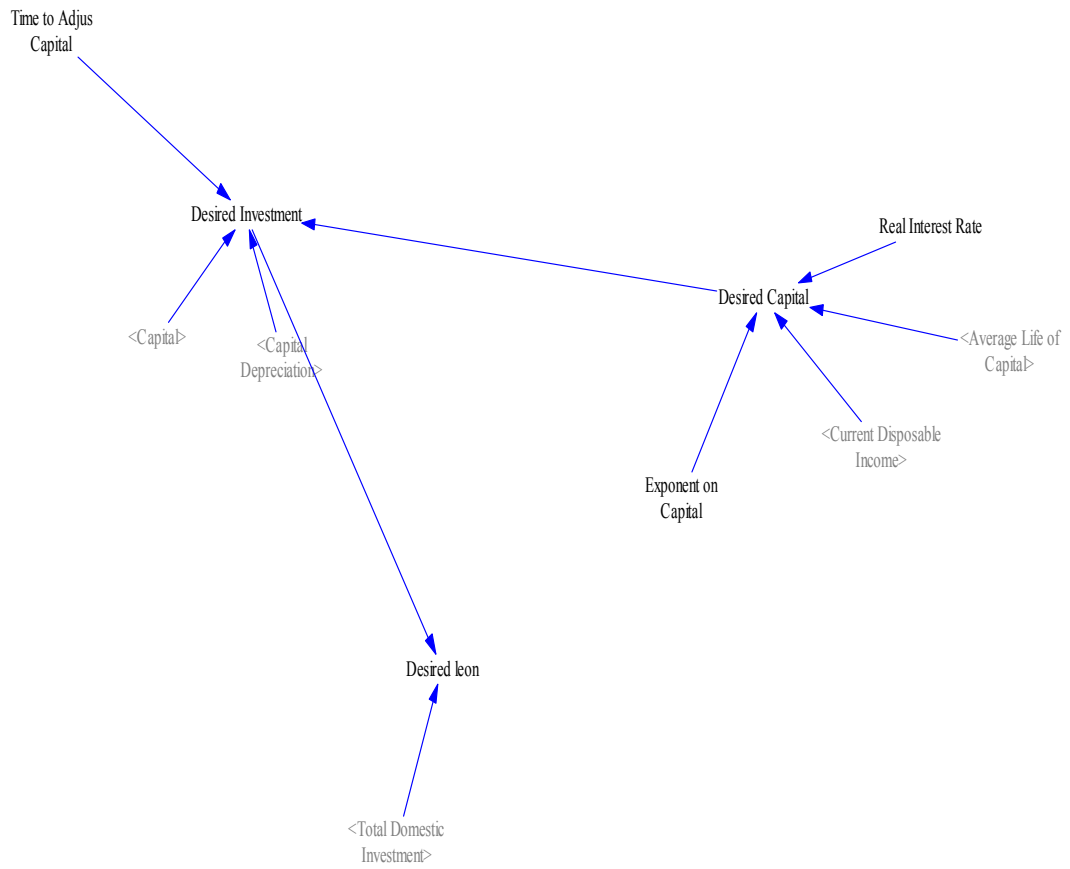 Time to Adjus
Capital
Desired Investment
Real Interest Rate
Desired Capital
<Capital>
<Capital
Depreciation>
<Average Life of
Capital>
<Current Disposable
Income>
Exponent on
Capital
Desired leon
<Total Domestic
Investment>